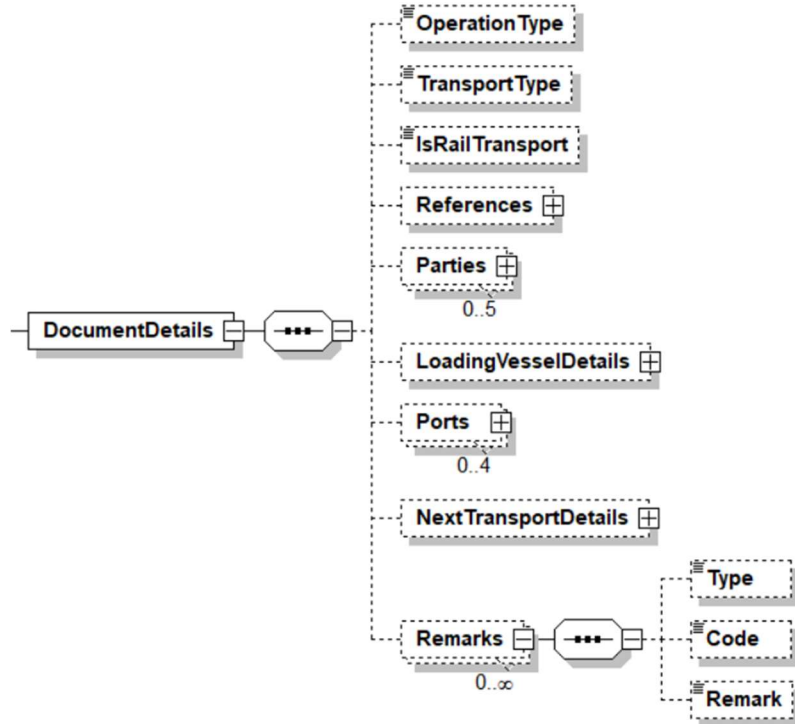 OperationType
TransportType
IsRailTransport
References
Parties
0..5
DocumentDetails
LoadingVesselDetails
Ports
0..4
NextTransportDetails
Type
Remarks
Code
0..∞
Remark